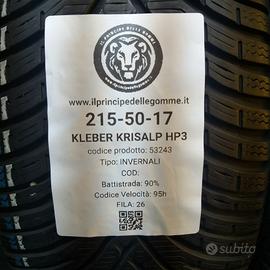 IL PRINCIPE DELLE GOMME
www.ilprincipedellegomme.it
215-50-17
KLEBER KRISALP HP3
codice prodotto: 53243
Tipo: INVERNALI
COD:
Battistrada: 90%
Codice Velocità: 95h
FILA: 26
subito